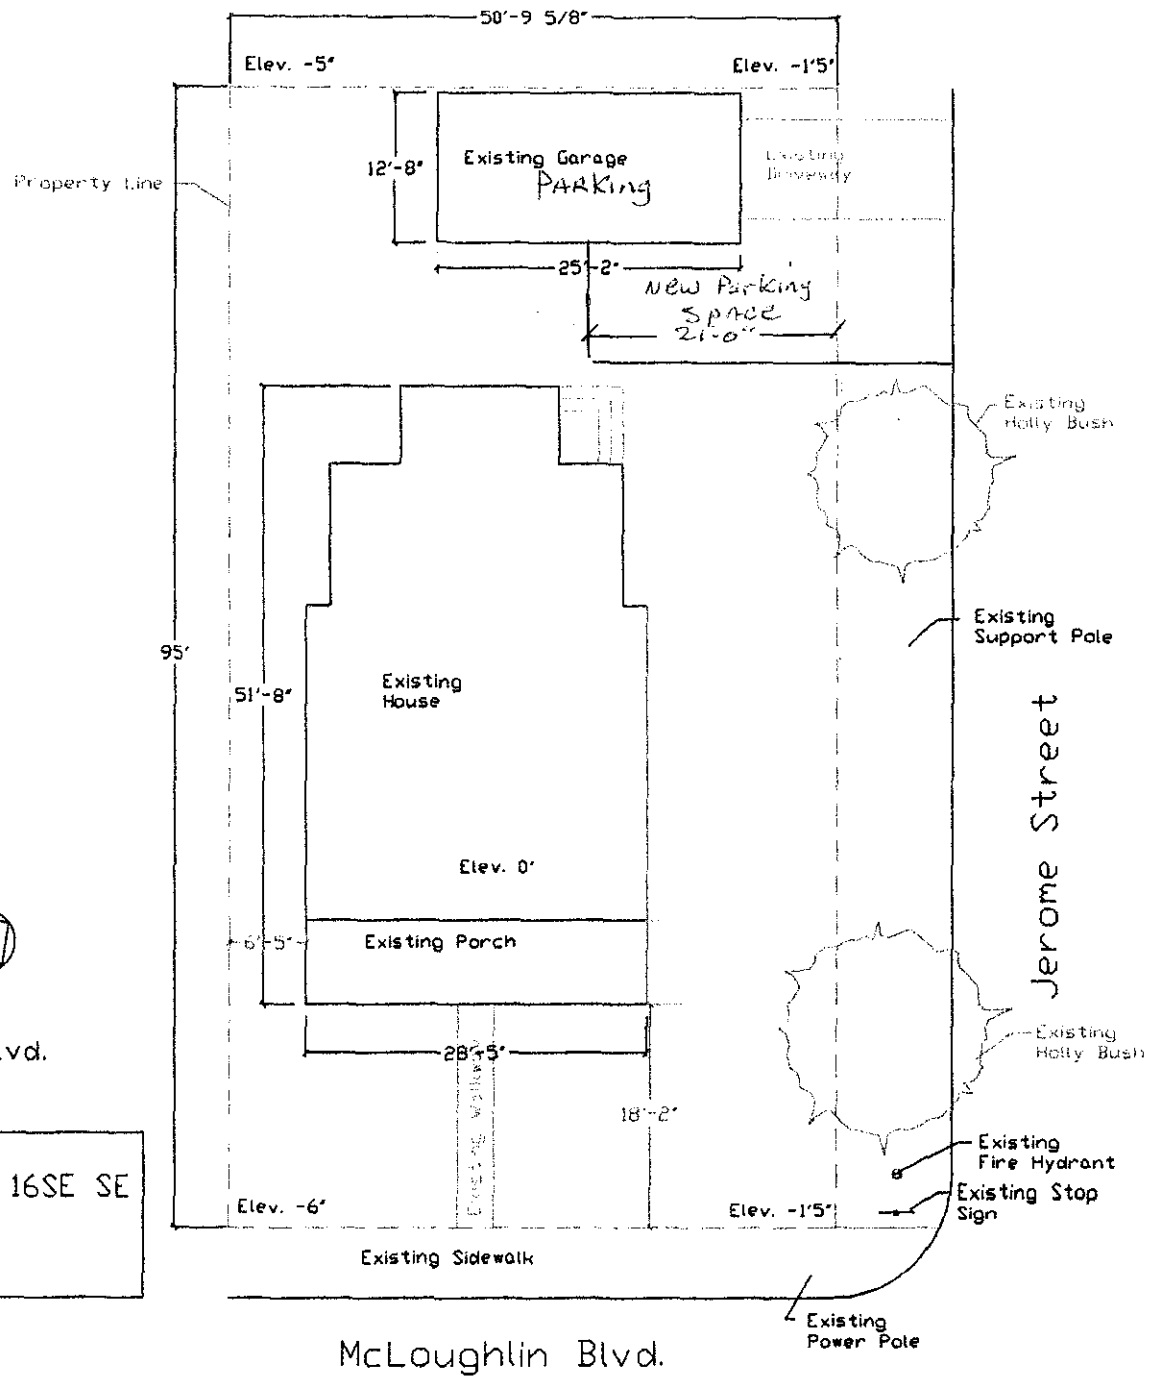 50'-9 5/8"
Elev. -5"
Elev. -1'5"
12'-8"
Existing Garage
PARKING
Existing
Driveway
Property Line
25'-2"
New Parking
SPACE
21'-0"
Existing
Holly Bush
Existing
Support Pole
95'
51'-8"
Existing
House
Jerome Street
Elev. 0'
6'-5"
Existing Porch
lvd.
28'-5"
Existing Walkway
Existing
Holly Bush
18'-2"
Existing
Fire Hydrant
16SE SE
Elev. -6"
Elev. -1'5"
Existing Stop
Sign
Existing Sidewalk
Existing
Power Pole
McLoughlin Blvd.